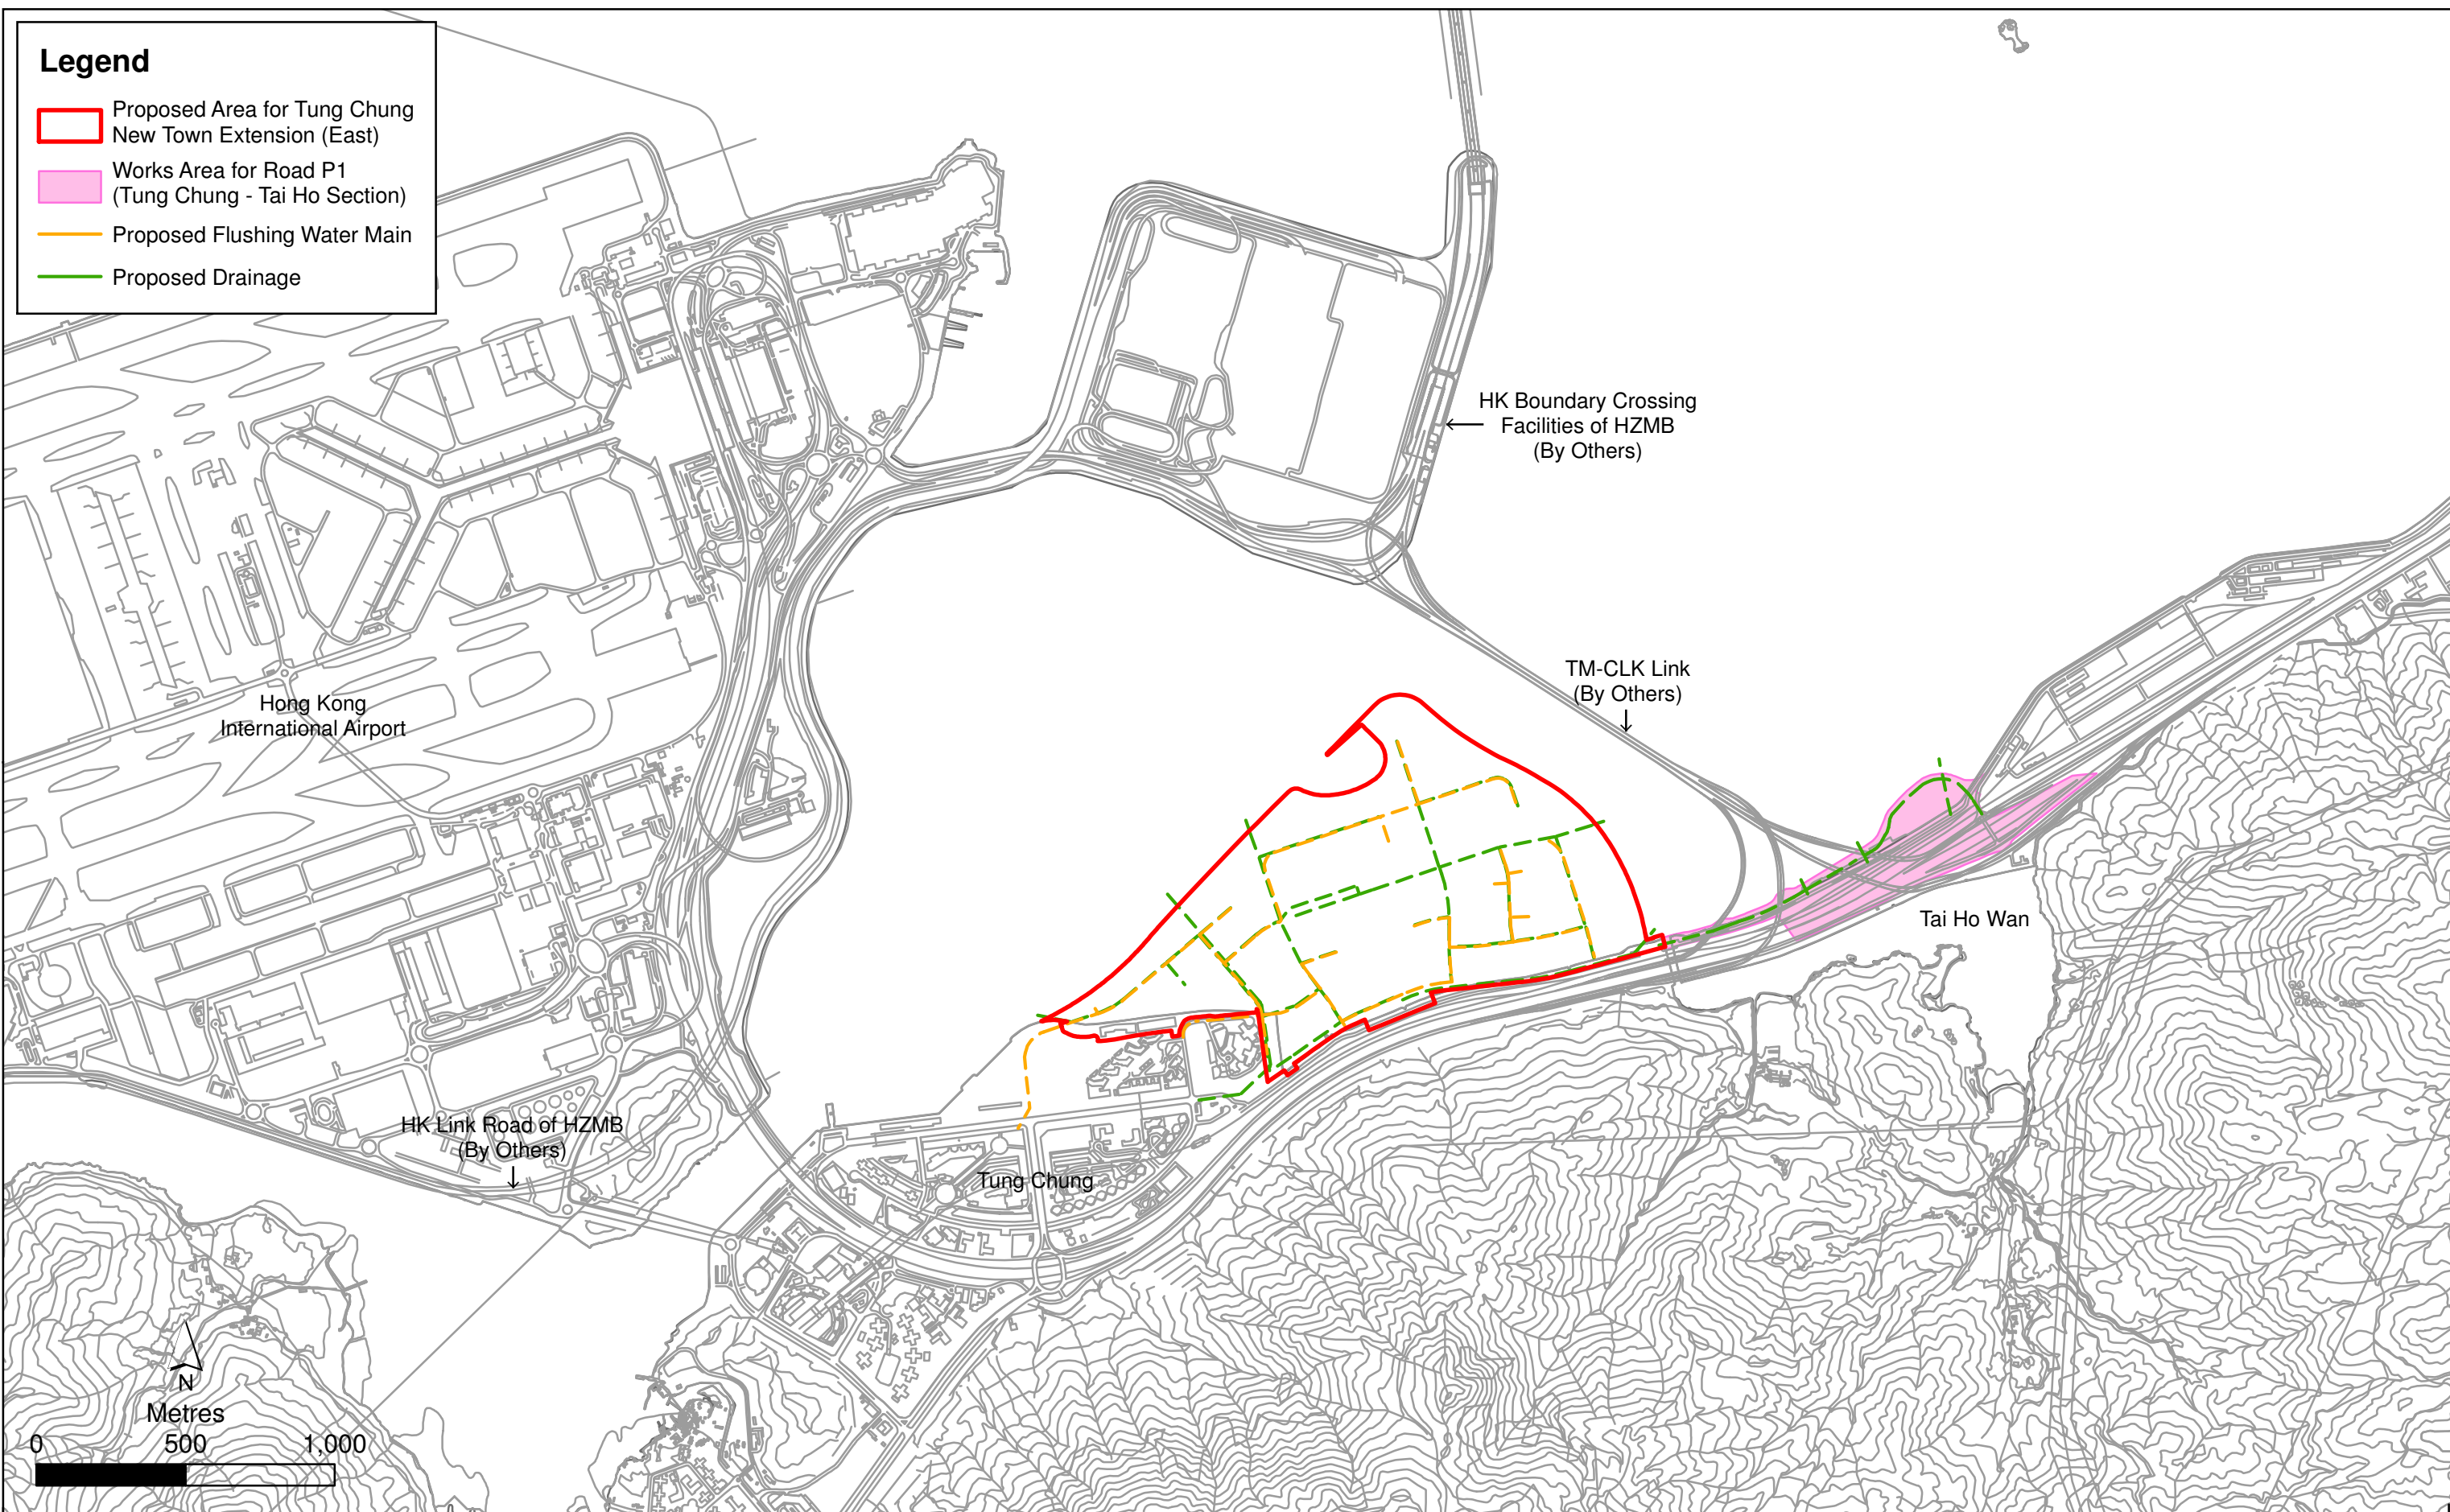 Legend
Proposed Area for Tung Chung
New Town Extension (East)
Works Area for Road P1
(Tung Chung - Tai Ho Section)
Proposed Flushing Water Main
Proposed Drainage
HK Boundary Crossing
Facilities of HZMB
(By Others)
TM-CLK Link
(By Others)
Hong Kong
International Airport
Tai Ho Wan
HK Link Road of HZMB
(By Others)
Tung Chung
N
Metres
0 500 1,000